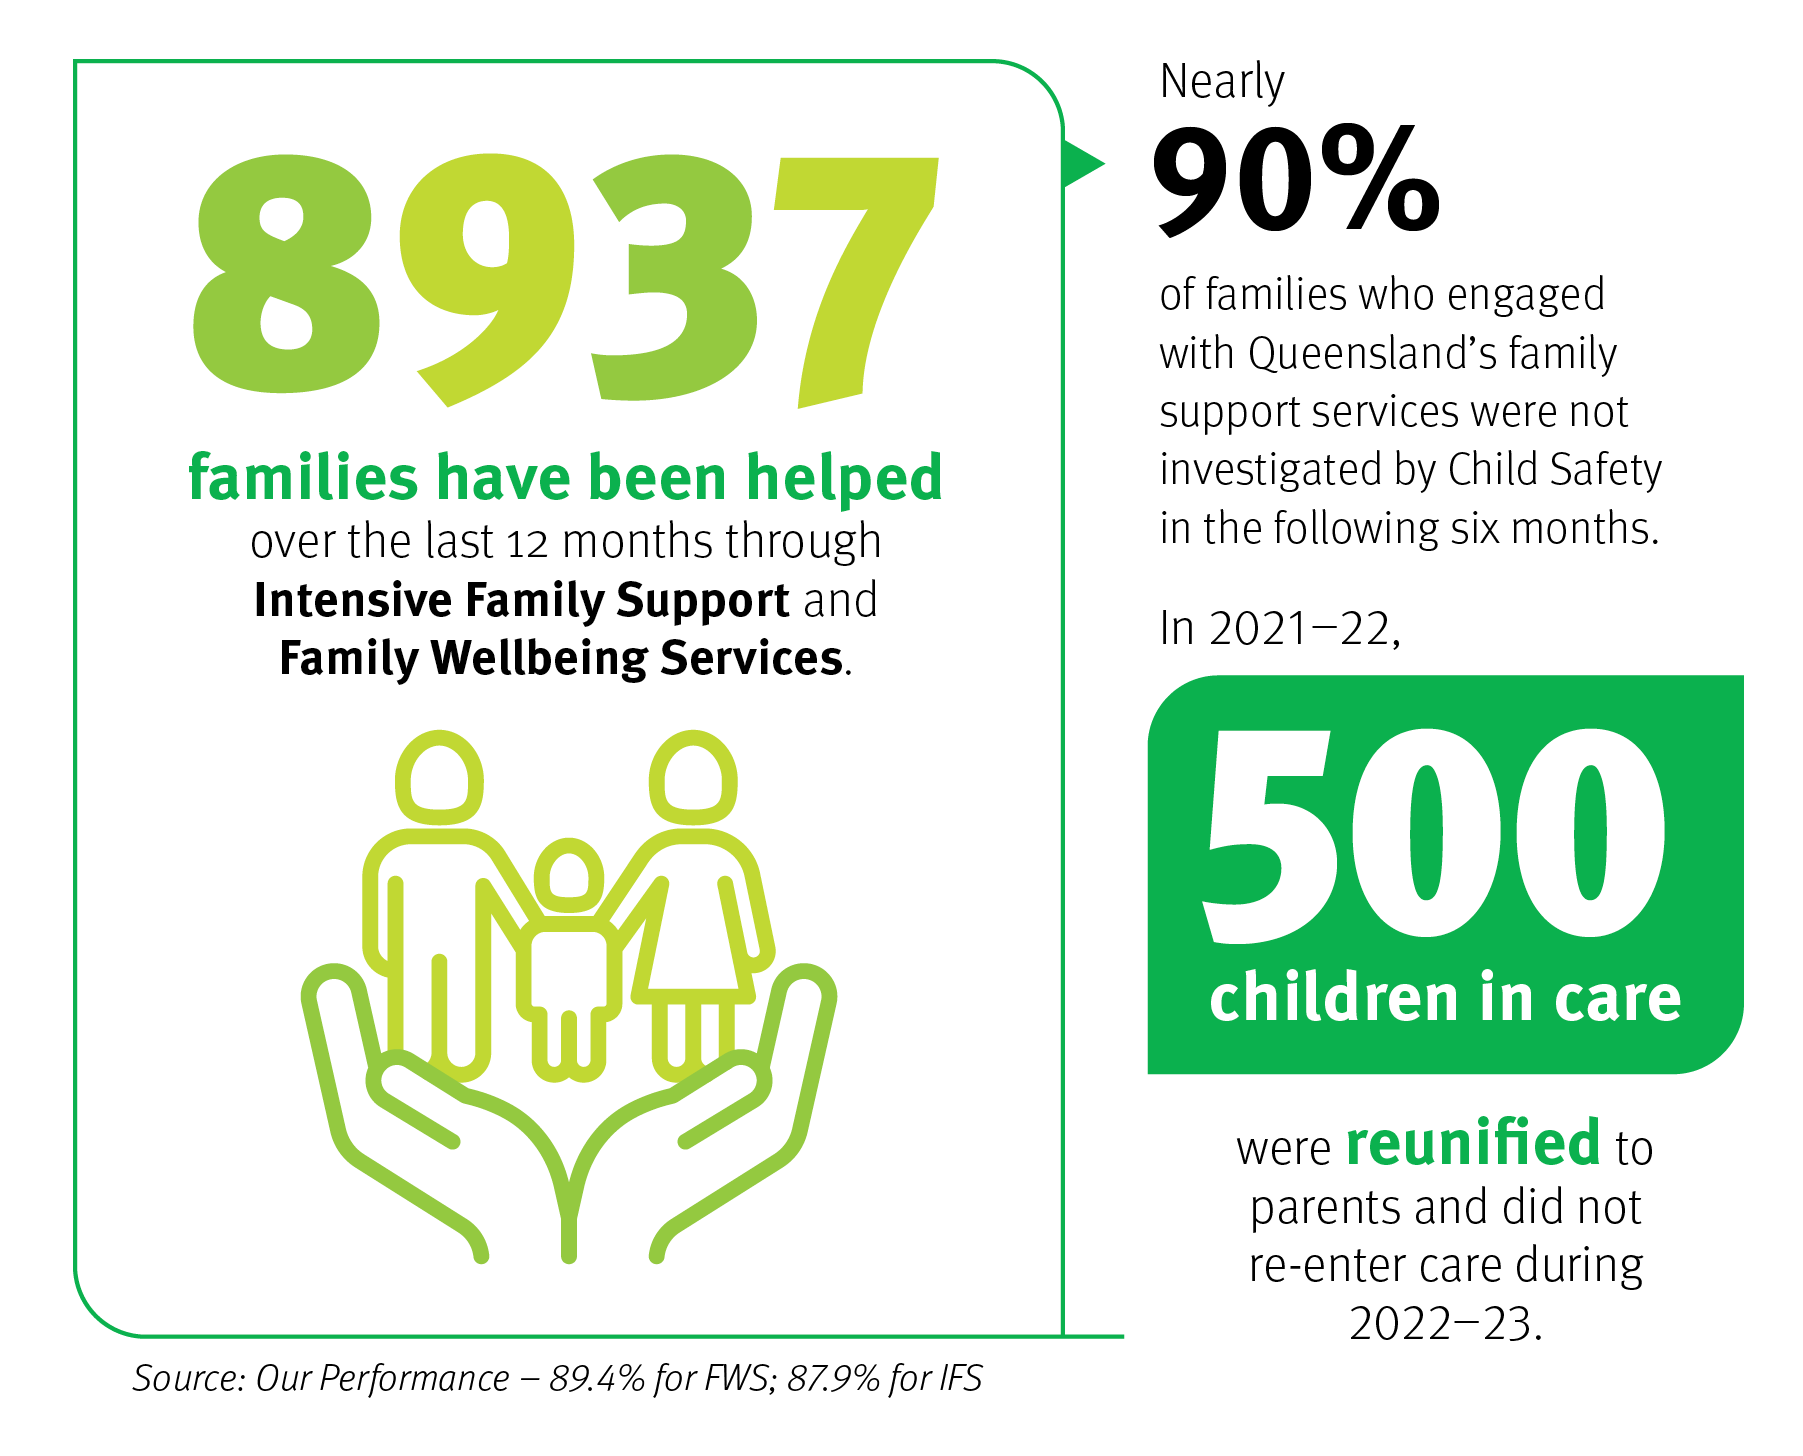 8937
families have been helped
over the last 12 months through
Intensive Family Support and
Family Wellbeing Services.
Source: Our Performance – 89.4% for FWS; 87.9% for IFS
Nearly
90%
of families who engaged
with Queensland’s family
support services were not
investigated by Child Safety
in the following six months.
In 2021–22,
500
children in care
were reunified to
parents and did not
re-enter care during
2022–23.